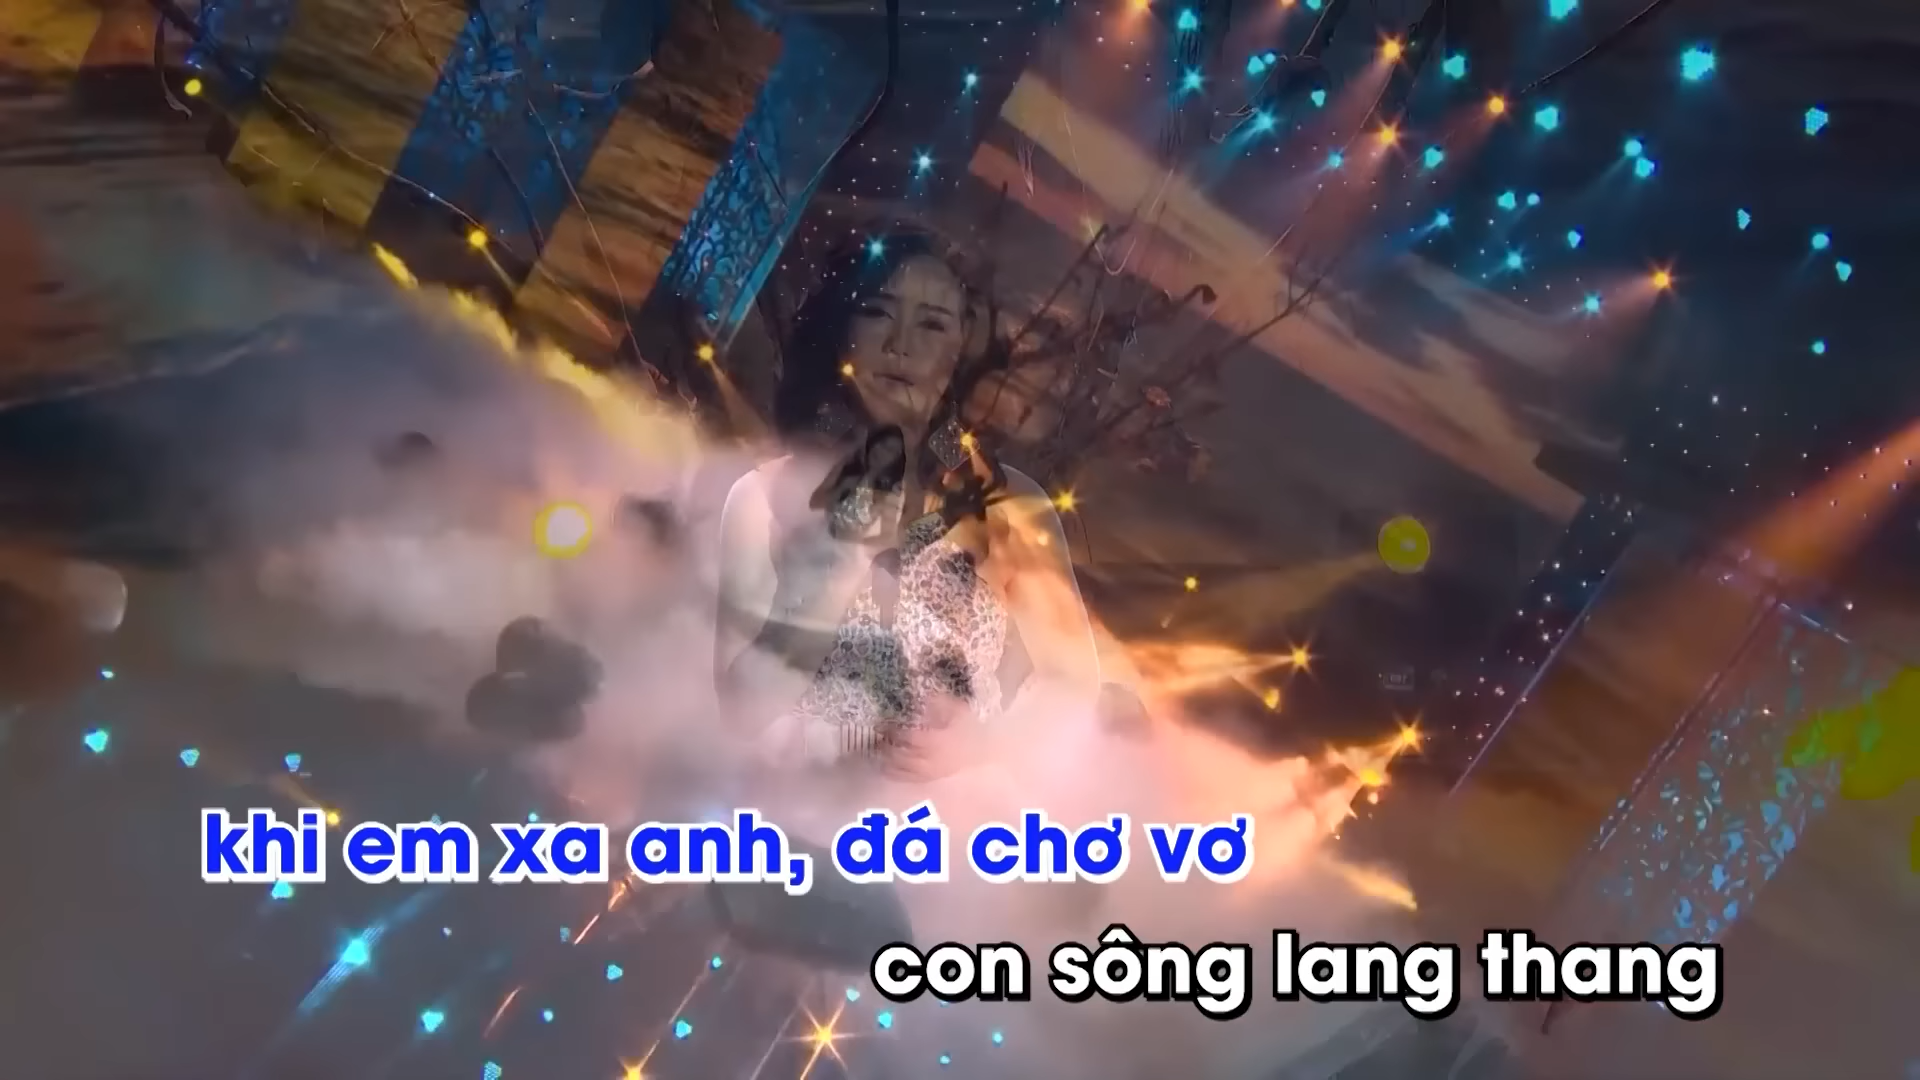 khi em xa anh, đá chơ vơ
con sông lang thang